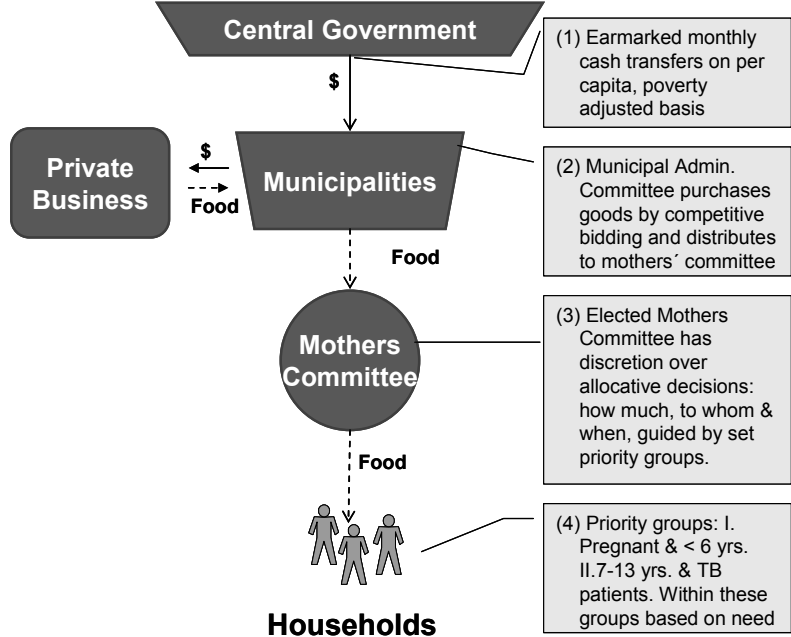 Central Government
$
(1) Earmarked monthly
cash transfers on per
capita, poverty
adjusted basis
Private
Business
$
Food
Municipalities
(2) Municipal Admin.
Committee purchases
goods by competitive
bidding and distributes
to mothers´ committee
Food
Mothers
Committee
(3) Elected Mothers
Committee has
discretion over
allocative decisions:
how much, to whom &
when, guided by set
priority groups.
Food
(4) Priority groups: I.
Pregnant & < 6 yrs.
II.7-13 yrs. & TB
patients. Within these
groups based on need
Households